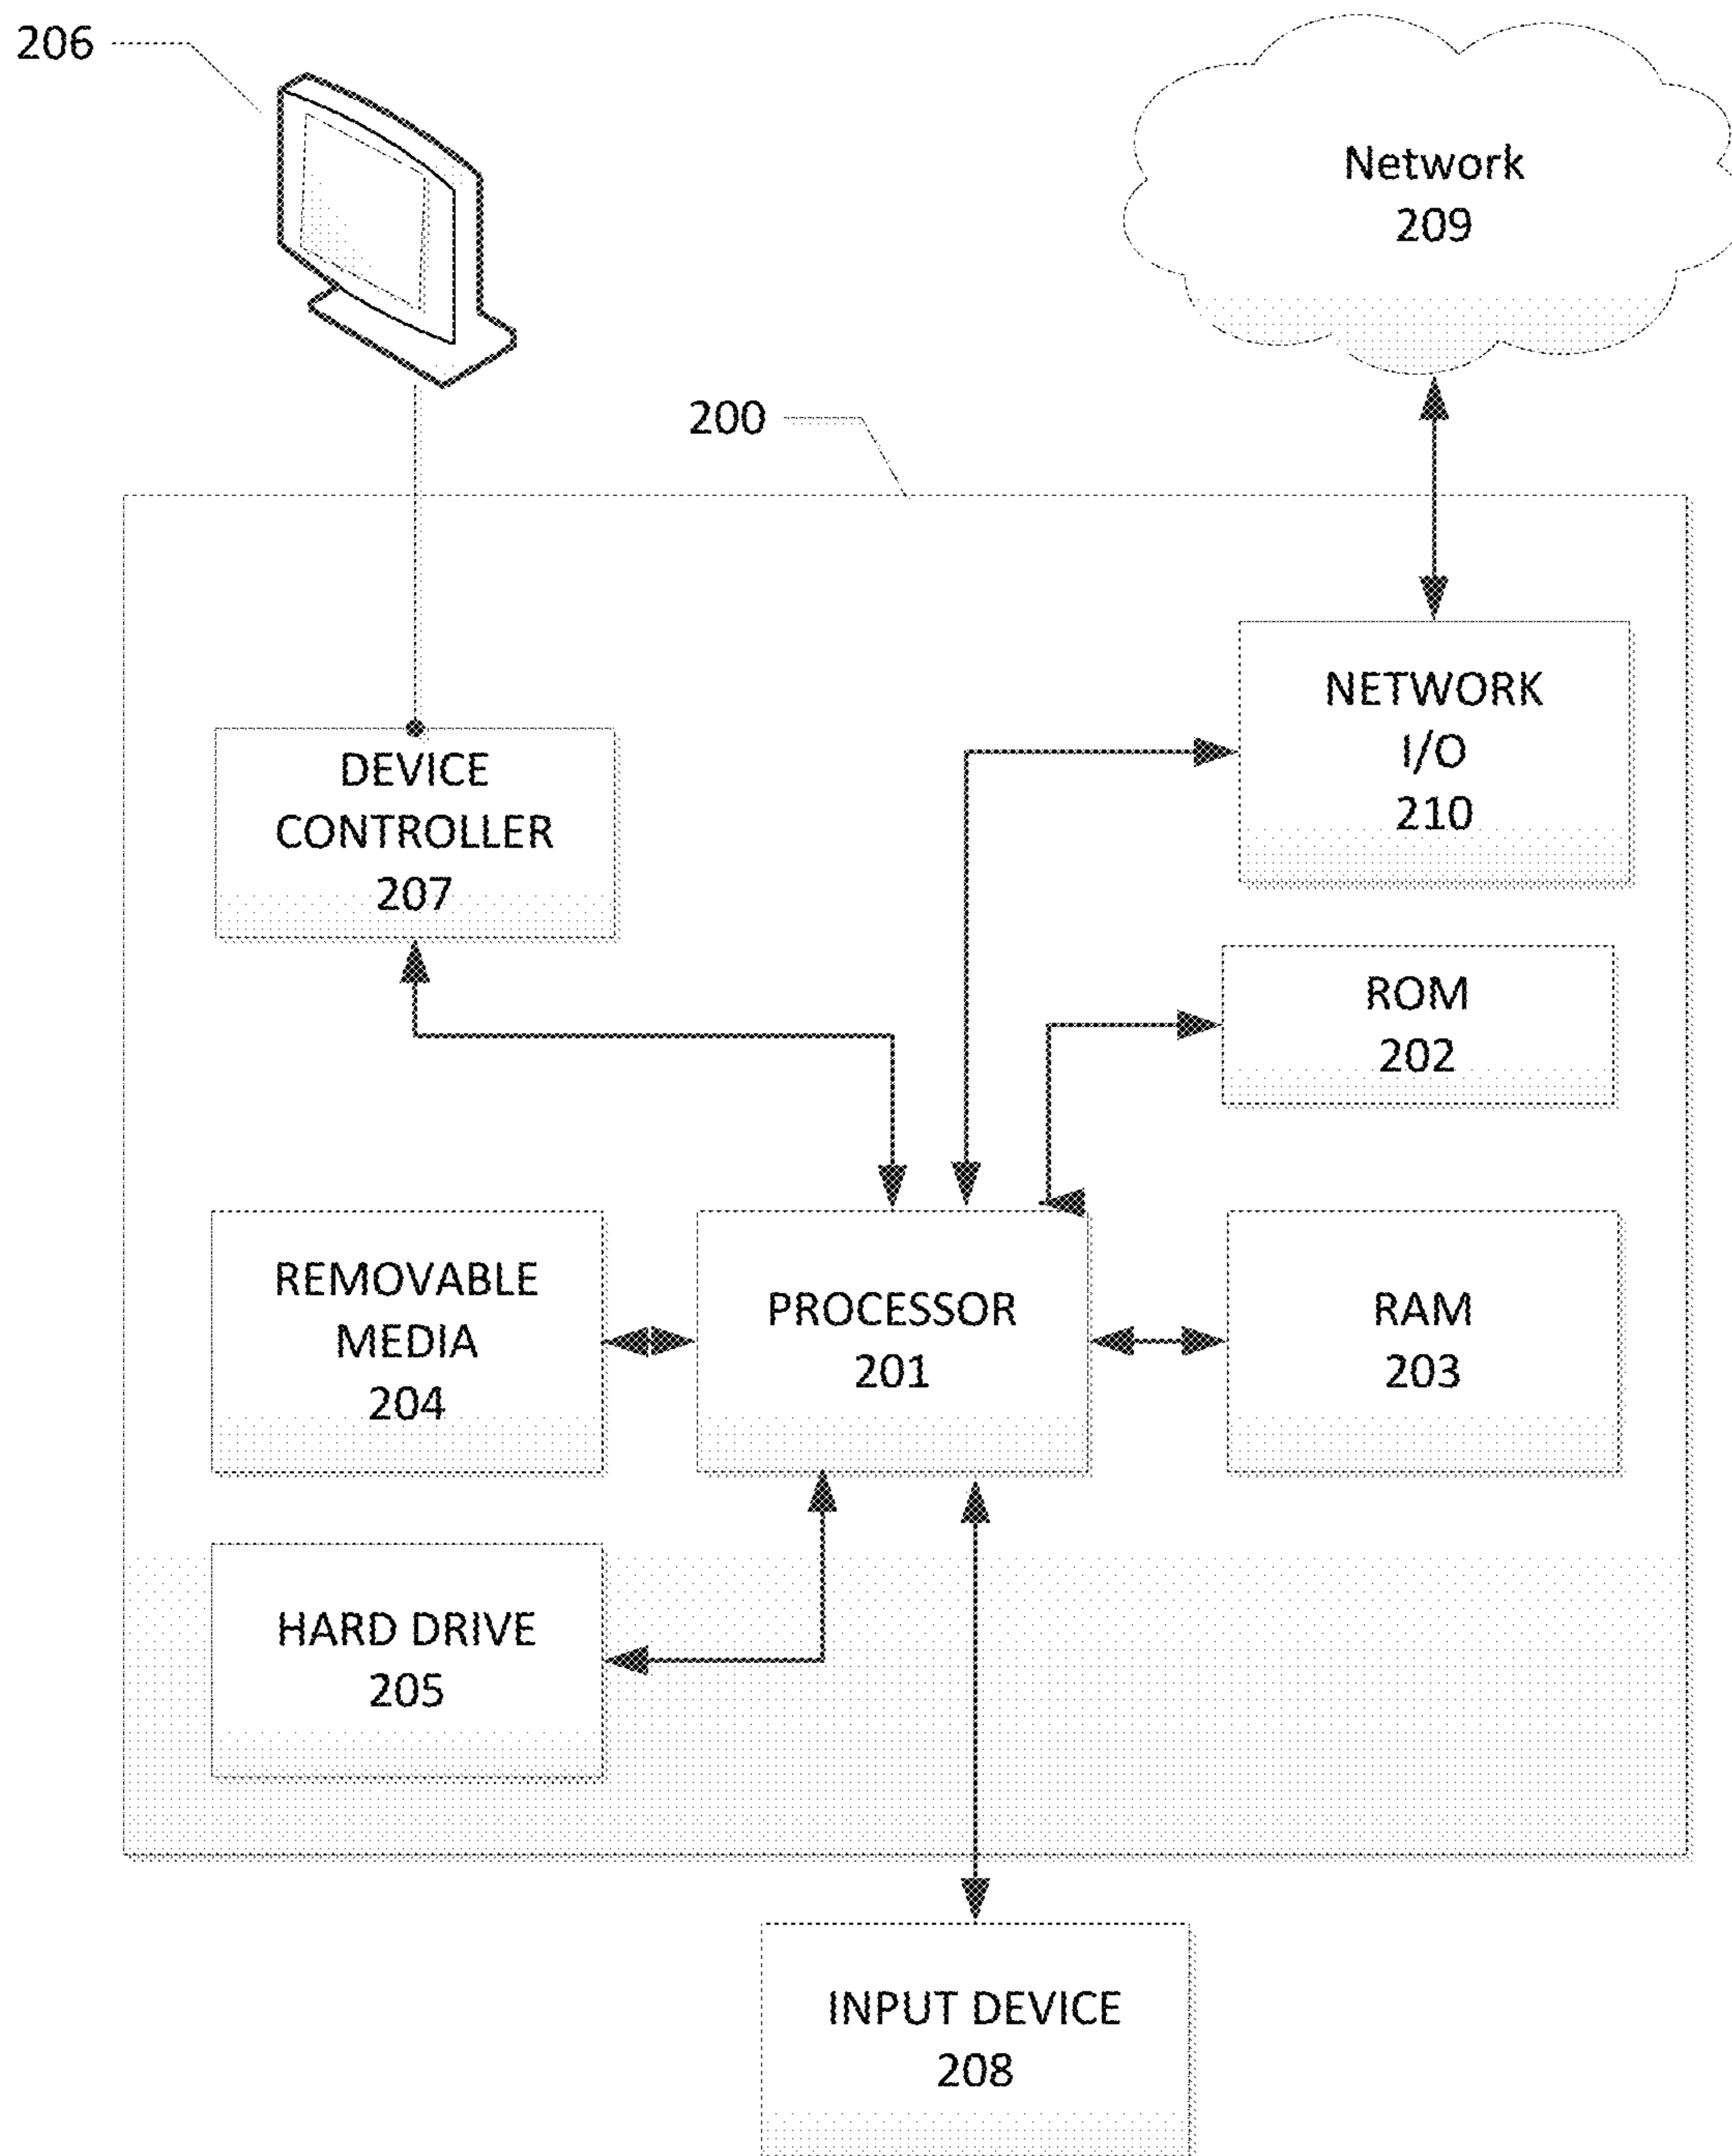 206
Network
209
200
NETWORK
I/O
210
DEVICE
CONTROLLER
207
ROM
202
REMOVABLE
MEDIA
204
PROCESSOR
201
RAM
203
HARD DRIVE
205
INPUT DEVICE
208